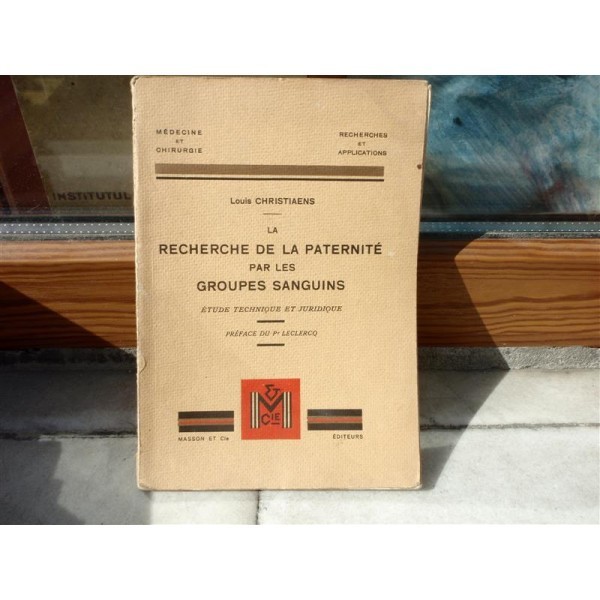 MÉDECINE
ET
CHIRURGIE
RECHERCHES
ET
APPLICATIONS
Louis CHRISTIAENS
LA
RECHERCHE DE LA PATERNITÉ
PAR LES
GROUPES SANGUINS
ÉTUDE TECHNIQUE ET JURIDIQUE
PRÉFACE DU Pr LECLERCQ
&
M
CIE
MASSON ET Cie
ÉDITEURS
INSTITUTUL